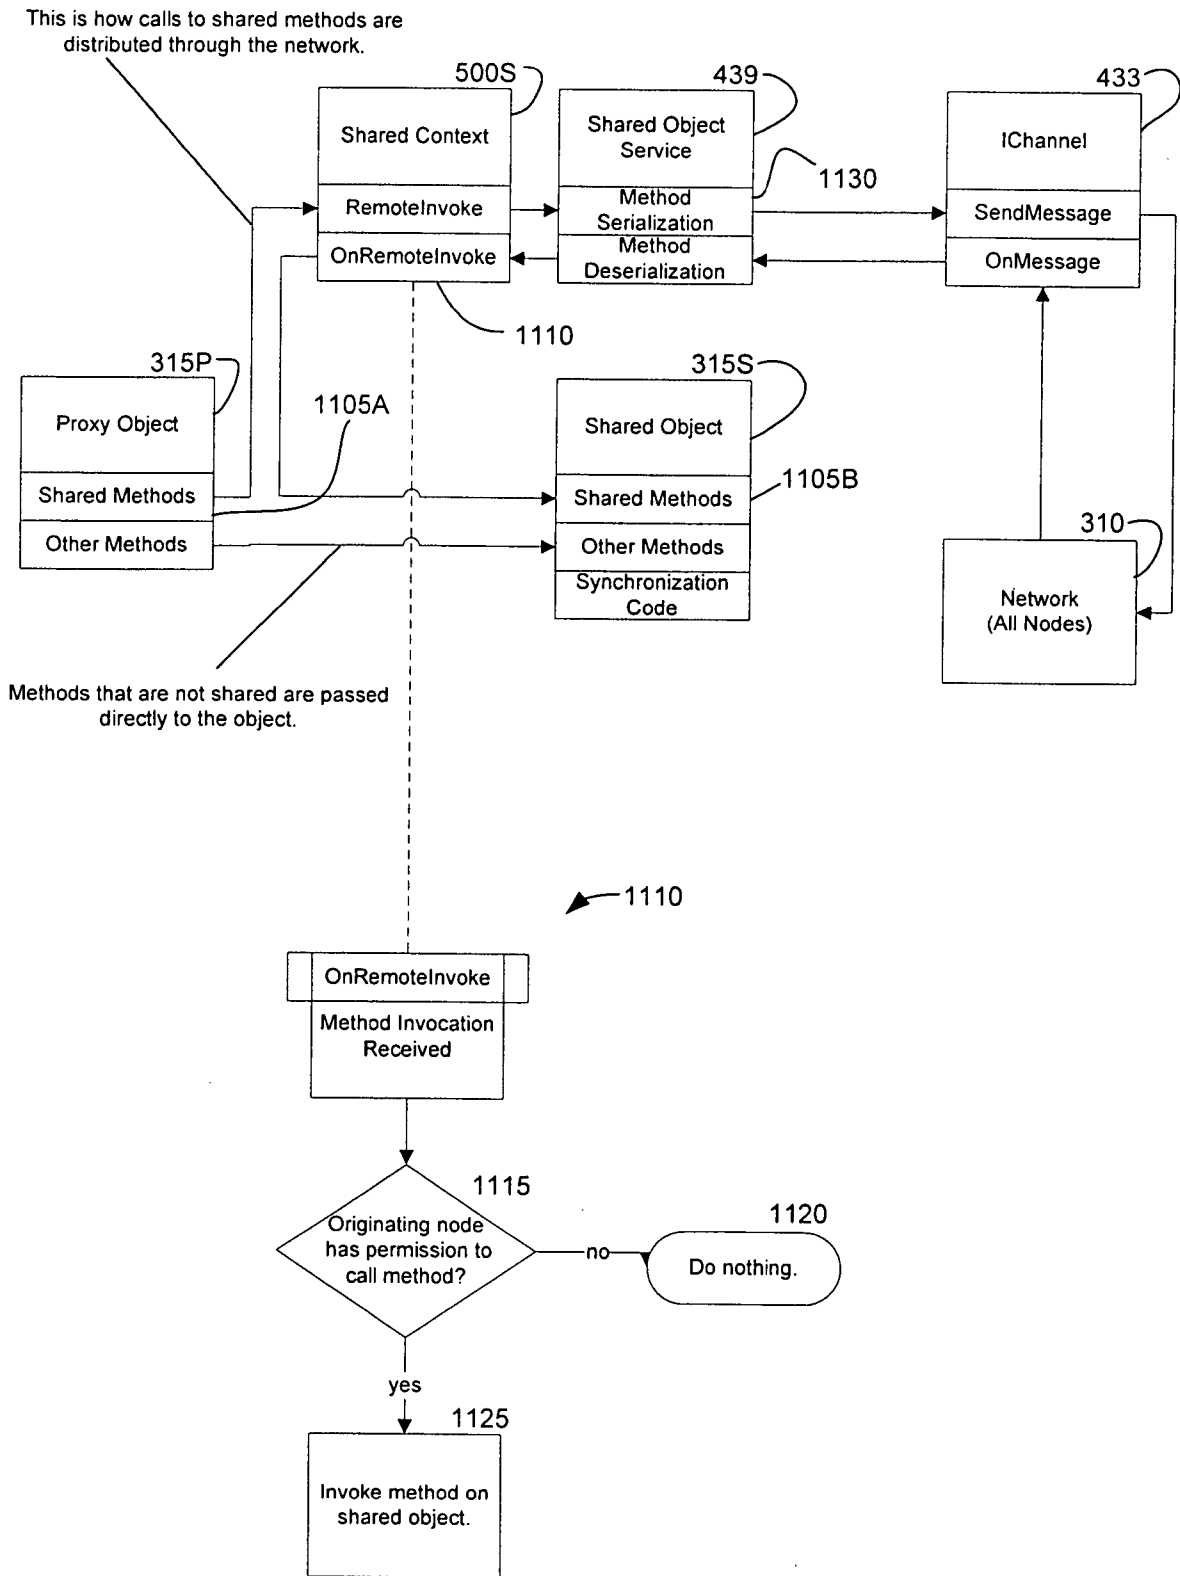 This is how calls to shared methods are
distributed through the network.
500S
439
433
Shared Context
Shared Object
Service
IChannel
1130
RemoteInvoke
Method
Serialization
SendMessage
OnRemoteInvoke
Method
Deserialization
OnMessage
1110
315P
315S
1105A
Proxy Object
Shared Object
Shared Methods
Shared Methods
1105B
Other Methods
Other Methods
310
Synchronization
Code
Network
(All Nodes)
Methods that are not shared are passed
directly to the object.
1110
OnRemoteInvoke
Method Invocation
Received
1115
Originating node
has permission to
call method?
no
1120
Do nothing.
yes
1125
Invoke method on
shared object.